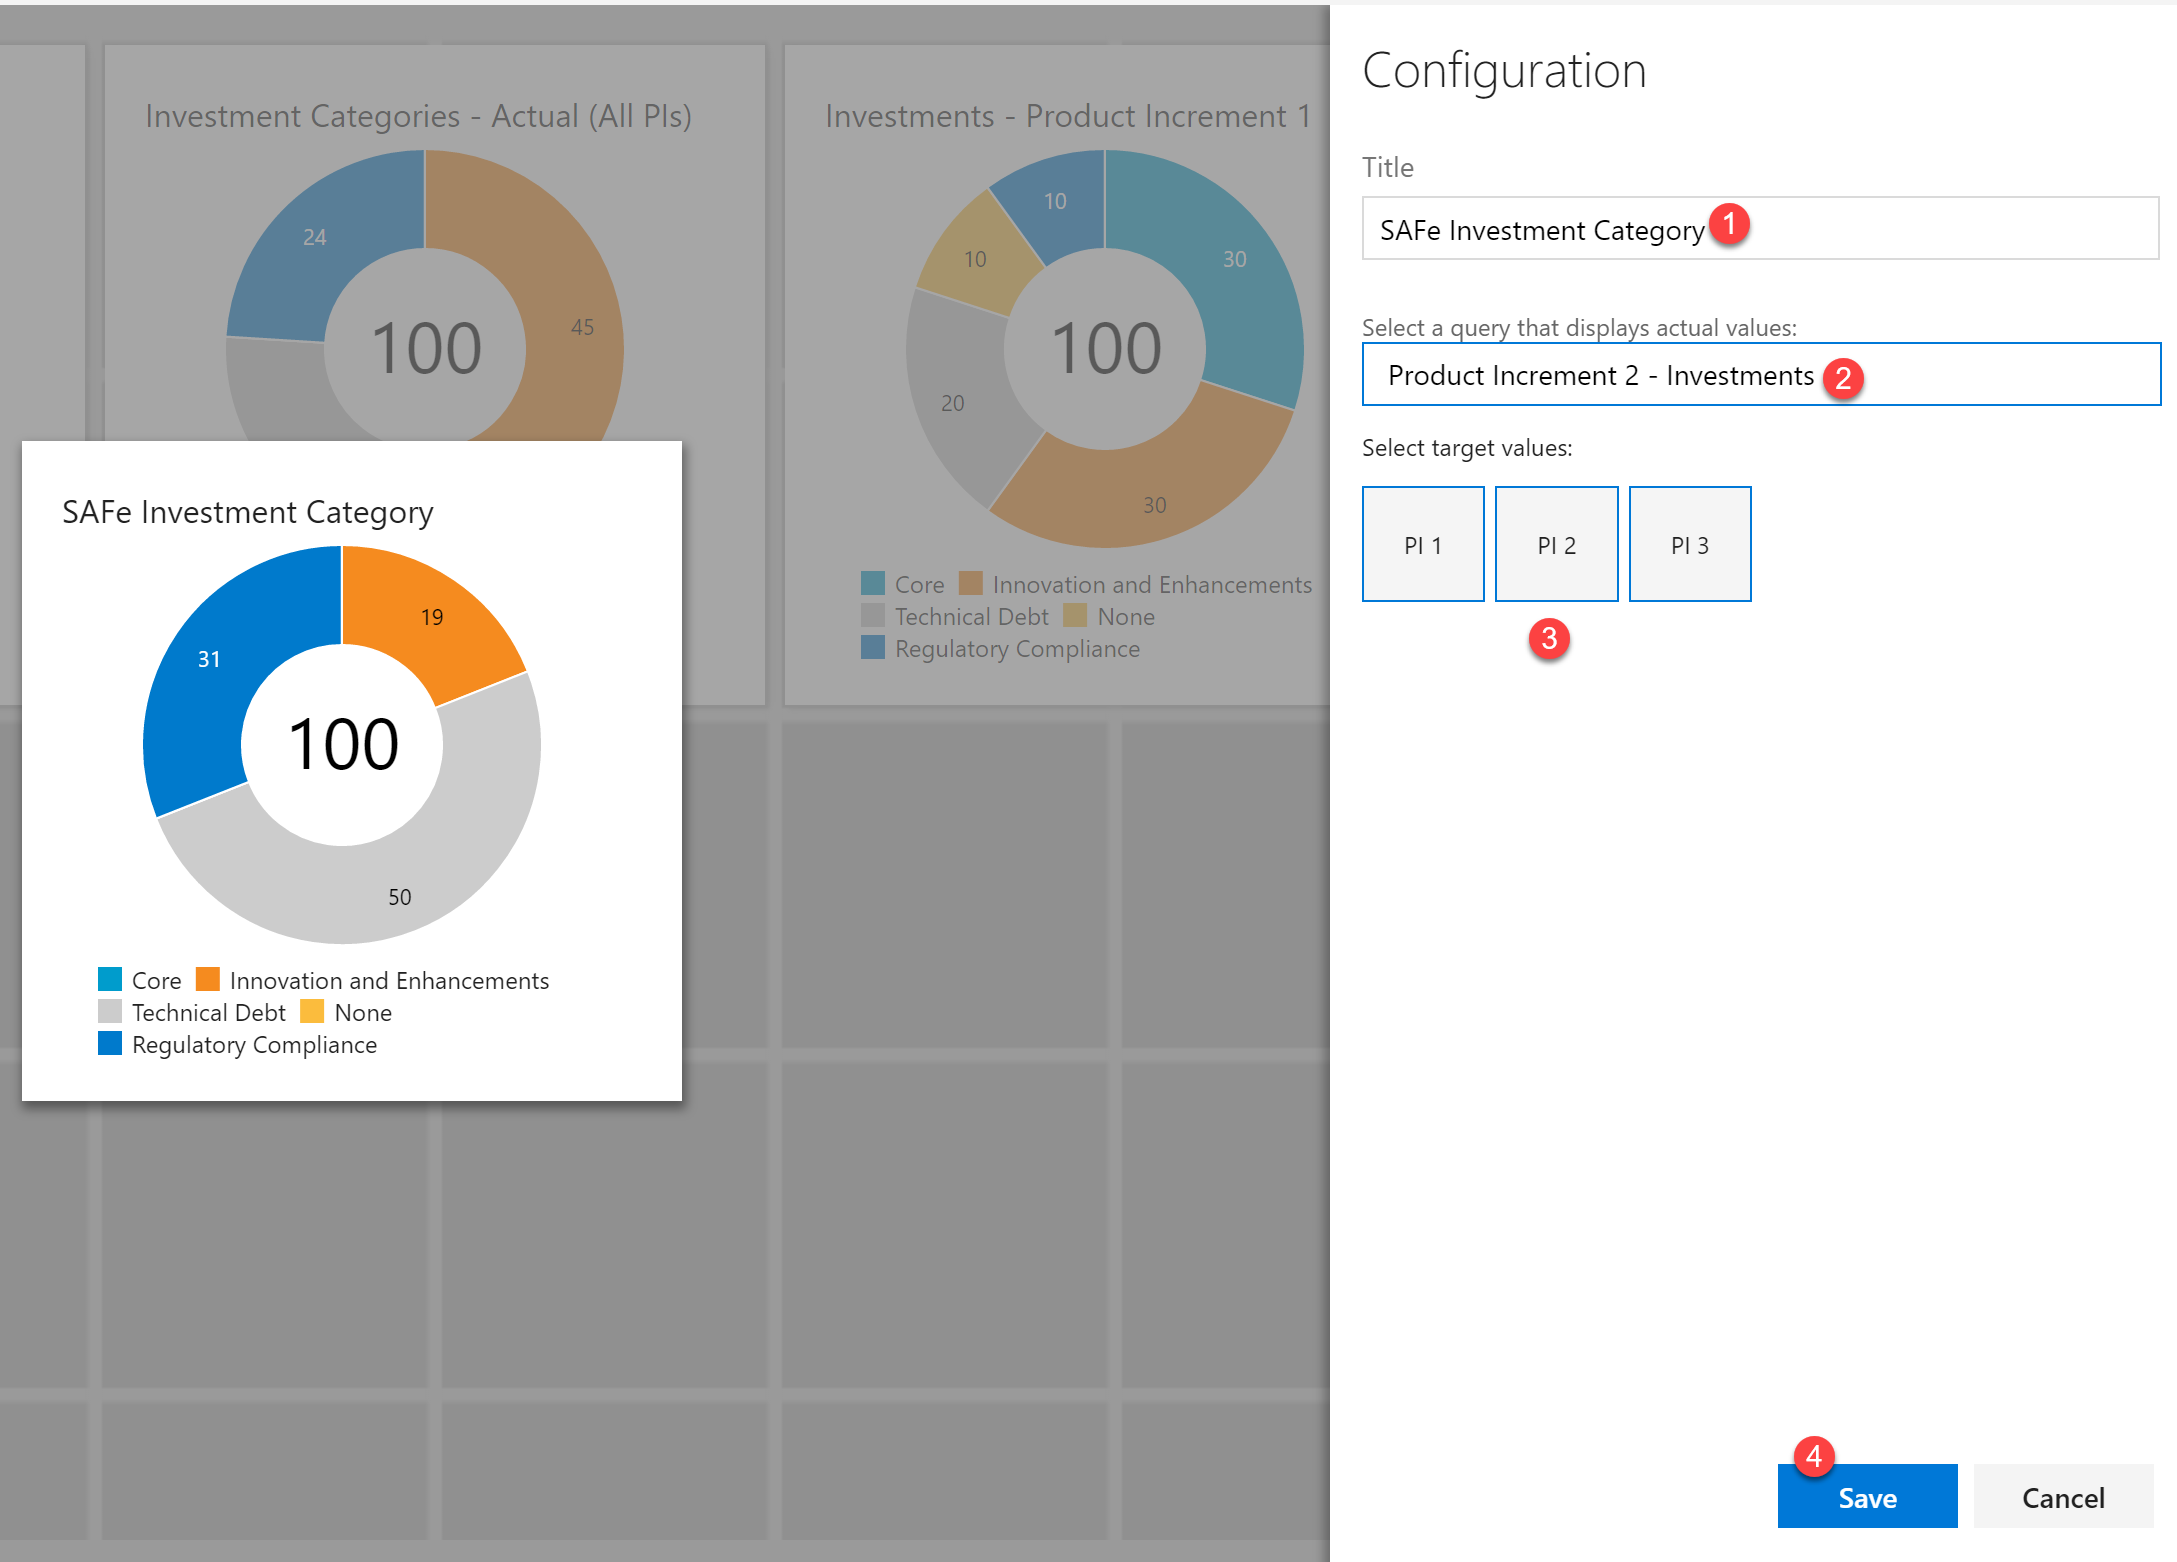 Investment Categories - Actual (All PIs)
24
45
100
Investments - Product Increment 1
10
30
10
100
20
30
Core Innovation and Enhancements
Technical Debt None
Regulatory Compliance
SAFe Investment Category
19
31
100
50
Core Innovation and Enhancements
Technical Debt None
Regulatory Compliance
Configuration
Title
SAFe Investment Category 1
Select a query that displays actual values:
Product Increment 2 - Investments 2
Select target values:
PI 1 PI 2 PI 3
3
4
Save Cancel